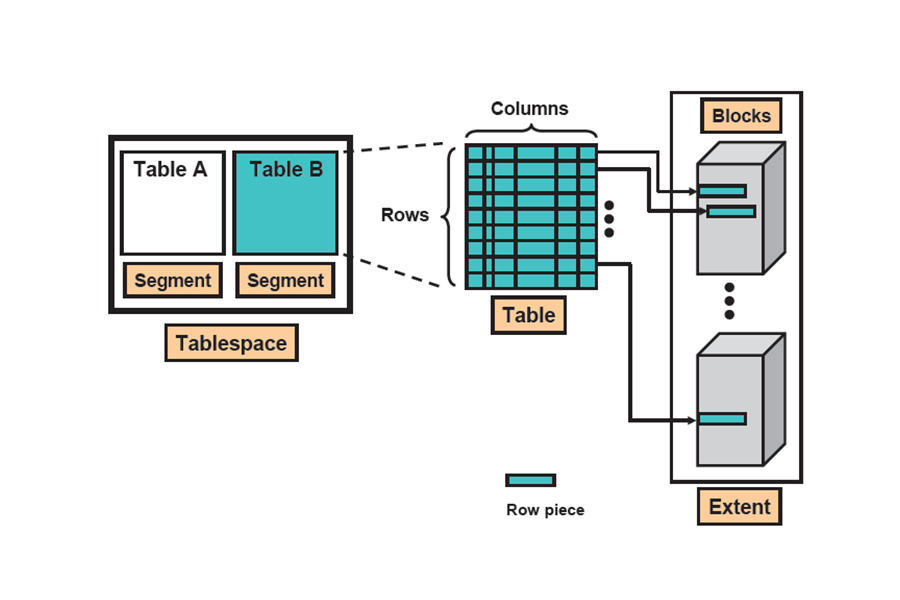 Columns
Blocks
Table A
Table B
Rows
Segment
Segment
Table
Tablespace
Row piece
Extent